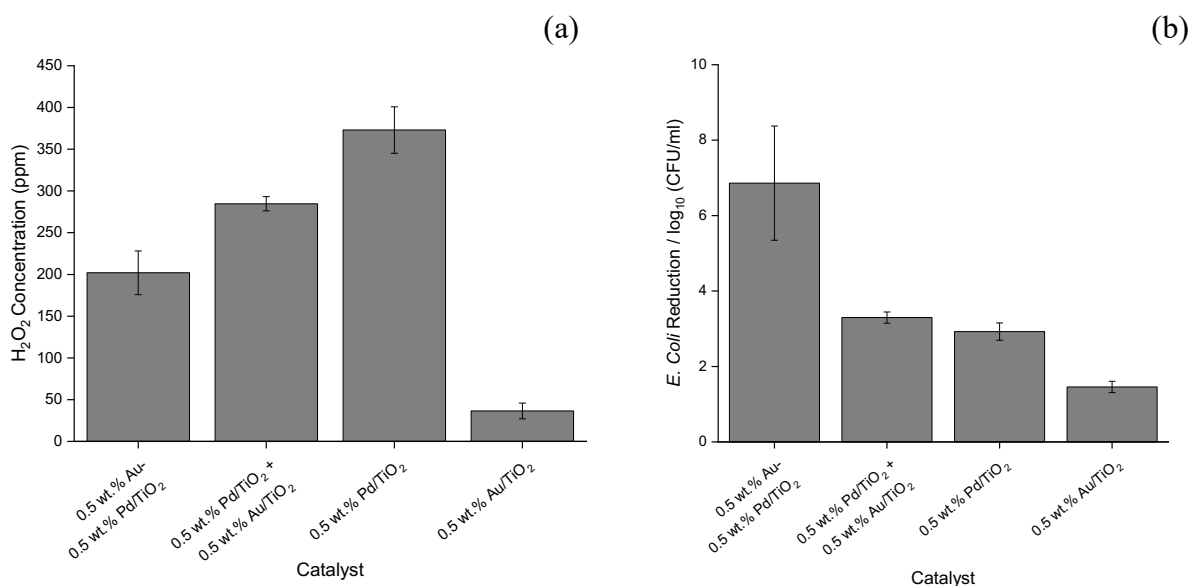 (a)
450
400
350
300
250
200
150
100
50
0
H₂O₂ Concentration (ppm)
0.5 wt.% Au-
0.5 wt.% Pd/TiO₂
0.5 wt.% Pd/TiO₂ +
0.5 wt.% Au/TiO₂
0.5 wt.% Pd/TiO₂
0.5 wt.% Au/TiO₂
Catalyst
(b)
10
8
6
4
2
0
E. Coli Reduction / log₁₀ (CFU/ml)
0.5 wt.% Au-
0.5 wt.% Pd/TiO₂
0.5 wt.% Pd/TiO₂ +
0.5 wt.% Au/TiO₂
0.5 wt.% Pd/TiO₂
0.5 wt.% Au/TiO₂
Catalyst